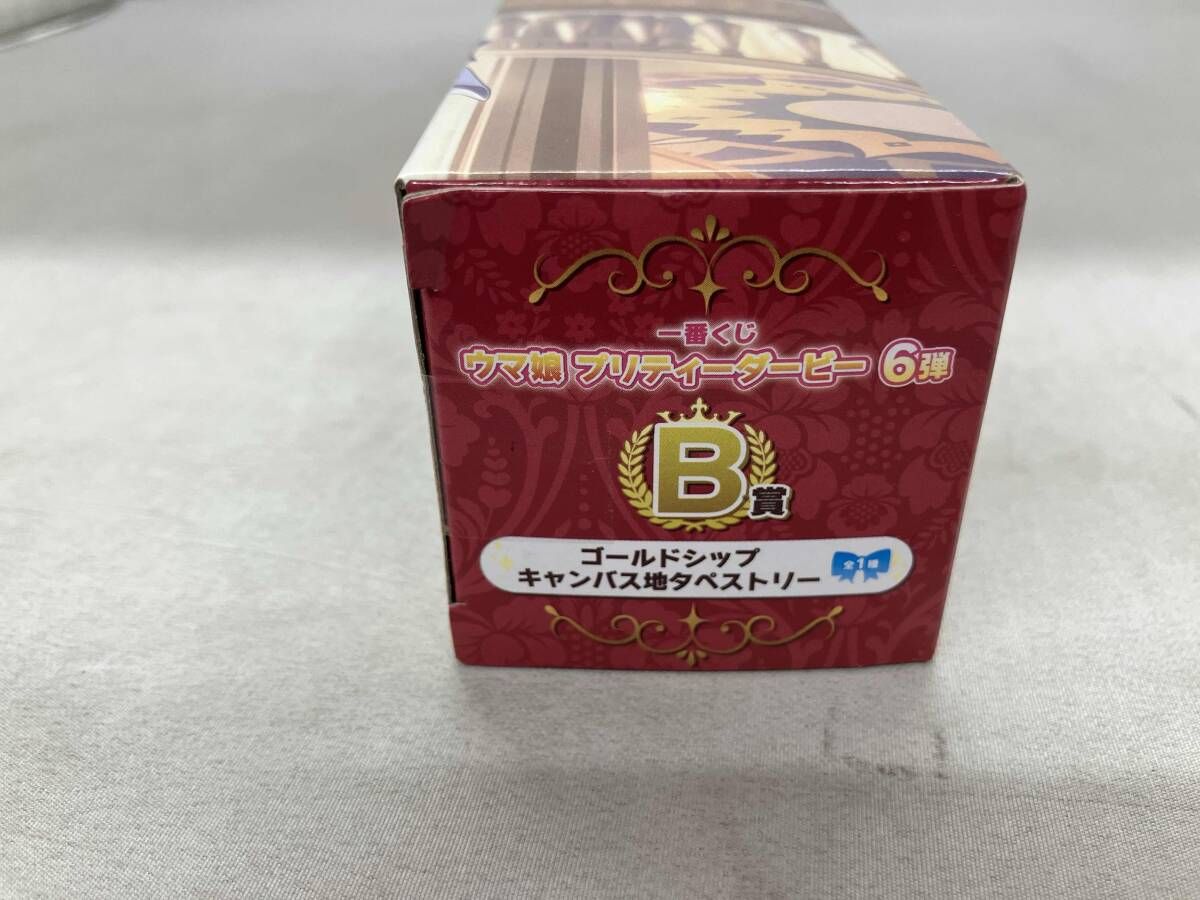 一番くじ
ウマ娘 プリティーダービー 6弾
B賞
ゴールドシップ
キャンバス地タペストリー
全1種